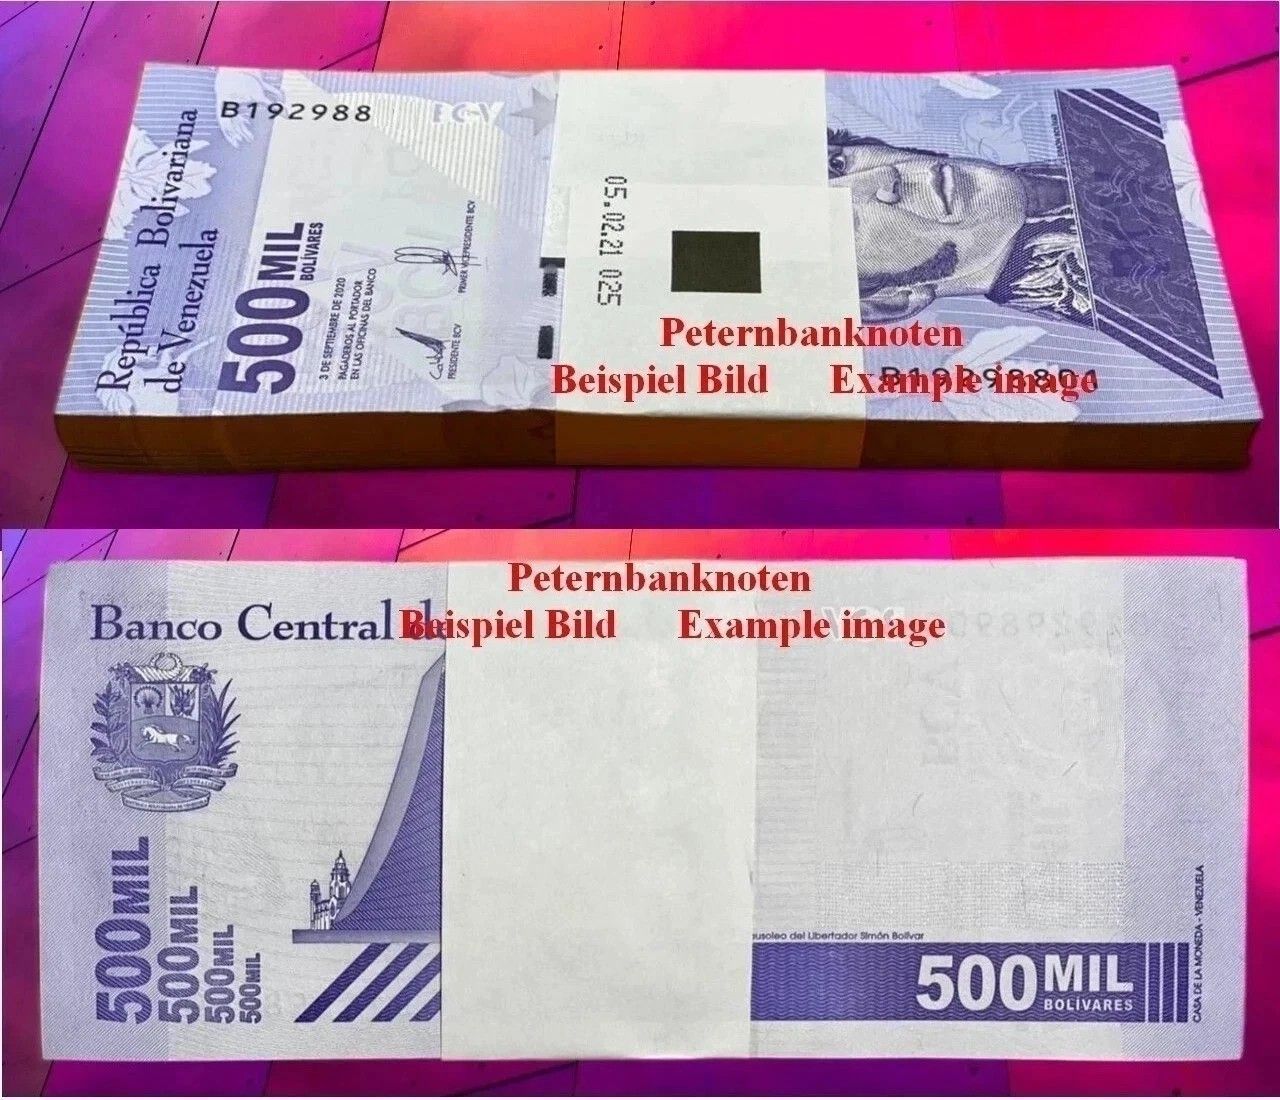 B192988
BCV
República Bolivariana
de Venezuela
500 MIL
BOLÍVARES
3 DE SEPTIEMBRE DE 2020
PAGADEROS AL PORTADOR
EN LAS OFICINAS DEL BANCO
PRESIDENTE BCV
PRIMER VICEPRESIDENTE BCV
05.02.21 025
Peternbanknoten
Beispiel Bild Example image
Peternbanknoten
Beispiel Bild Example image
Banco Central de
500 MIL
500 MIL
500 MIL
500 MIL
usoleo del Libertador Simón Bolívar
500 MIL
BOLÍVARES
CASA DE LA MONEDA - VENEZUELA